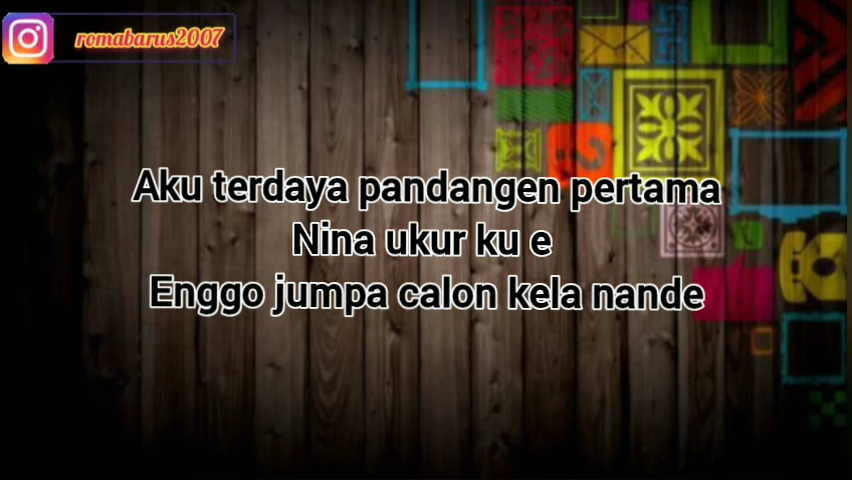 romabarus2007
Aku terdaya pandangen pertama
Nina ukur ku e
Enggo jumpa calon kela nande